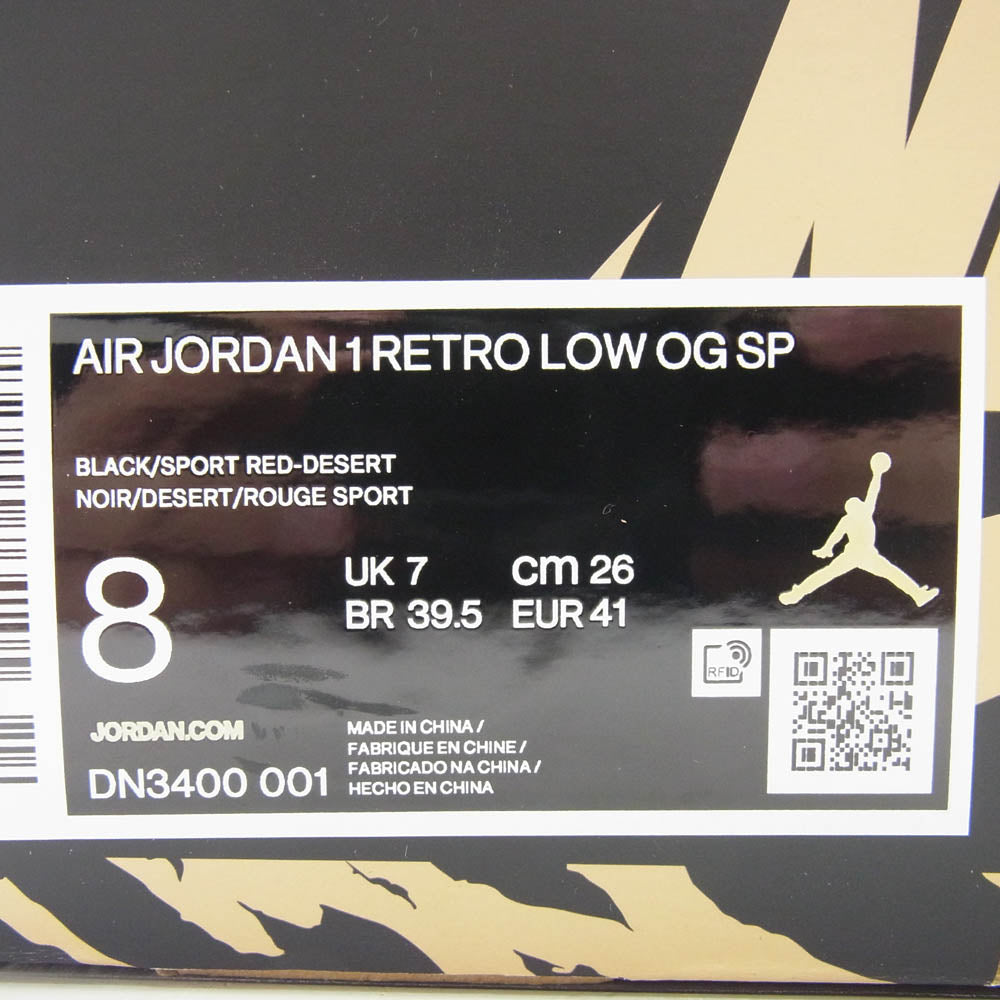 AIR JORDAN 1 RETRO LOW OG SP
BLACK/SPORT RED-DESERT
NOIR/DESERT/ROUGE SPORT
8
UK 7 cm 26
BR 39.5 EUR 41
RFID
JORDAN.COM
DN3400 001
MADE IN CHINA /
FABRIQUE EN CHINE /
FABRICADO NA CHINA /
HECHO EN CHINA